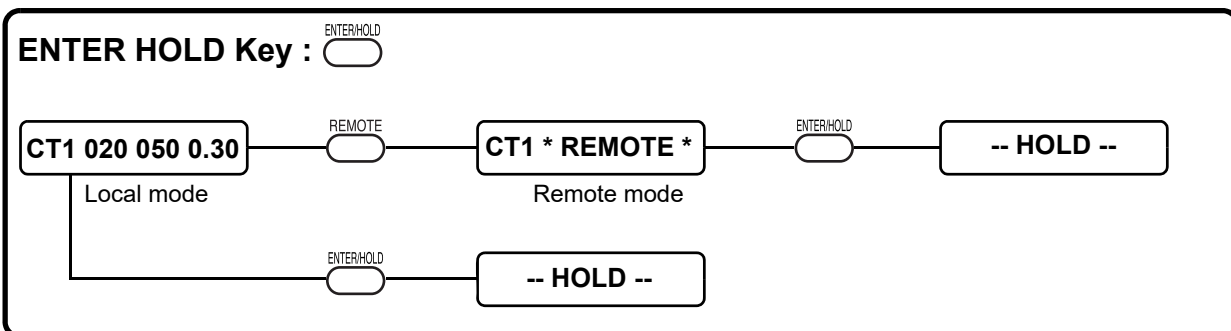 ENTER HOLD Key : ENTER/HOLD
CT1 020 050 0.30 REMOTE CT1 * REMOTE * ENTER/HOLD -- HOLD --
Local mode Remote mode
ENTER/HOLD -- HOLD --